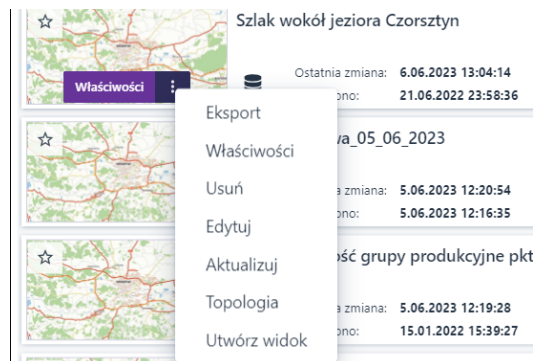 Szlak wokół jeziora Czorsztyn
Właściwości
Ostatnia zmiana: 6.06.2023 13:04:14
ono: 21.06.2022 23:58:36
Eksport
Właściwości
Usuń
Edytuj
Aktualizuj
Topologia
Utwórz widok
wa_05_06_2023
a zmiana: 5.06.2023 12:20:54
ono: 5.06.2023 12:16:35
ość grupy produkcyjne pkt
a zmiana: 5.06.2023 12:19:28
ono: 15.01.2022 15:39:27